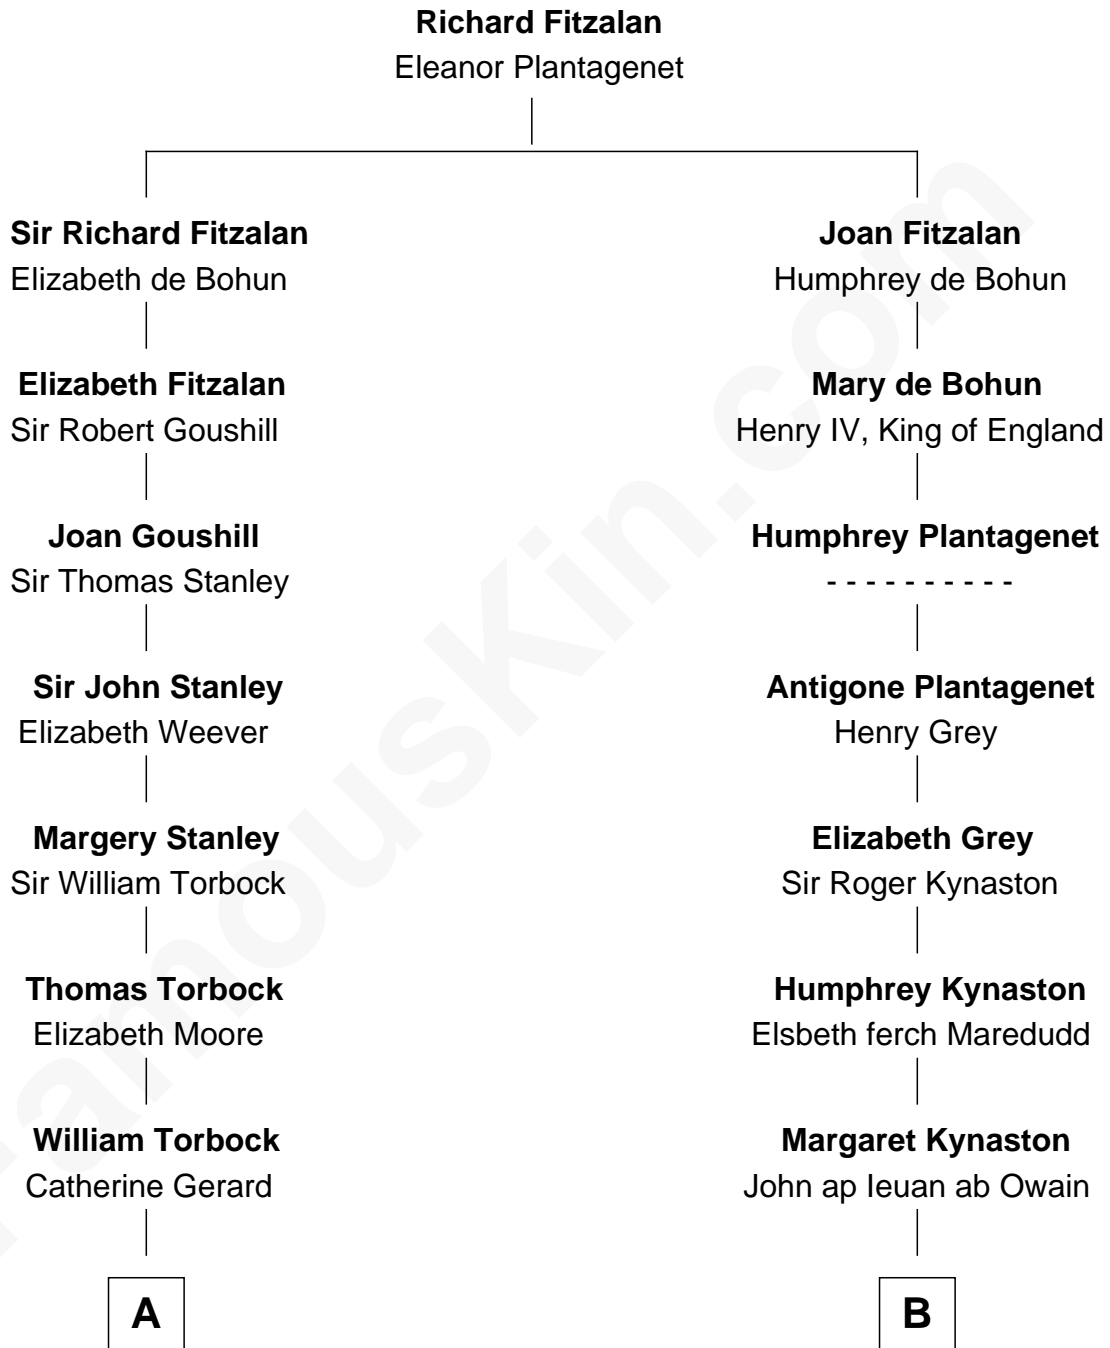 Richard Fitzalan
Eleanor Plantagenet
Sir Richard Fitzalan
Elizabeth de Bohun
Elizabeth Fitzalan
Sir Robert Goushill
Joan Goushill
Sir Thomas Stanley
Sir John Stanley
Elizabeth Weever
Margery Stanley
Sir William Torbock
Thomas Torbock
Elizabeth Moore
William Torbock
Catherine Gerard
A
Joan Fitzalan
Humphrey de Bohun
Mary de Bohun
Henry IV, King of England
Humphrey Plantagenet
- - - - - - - - - -
Antigone Plantagenet
Henry Grey
Elizabeth Grey
Sir Roger Kynaston
Humphrey Kynaston
Elsbeth ferch Maredudd
Margaret Kynaston
John ap Ieuan ab Owain
B
FamousKin.com